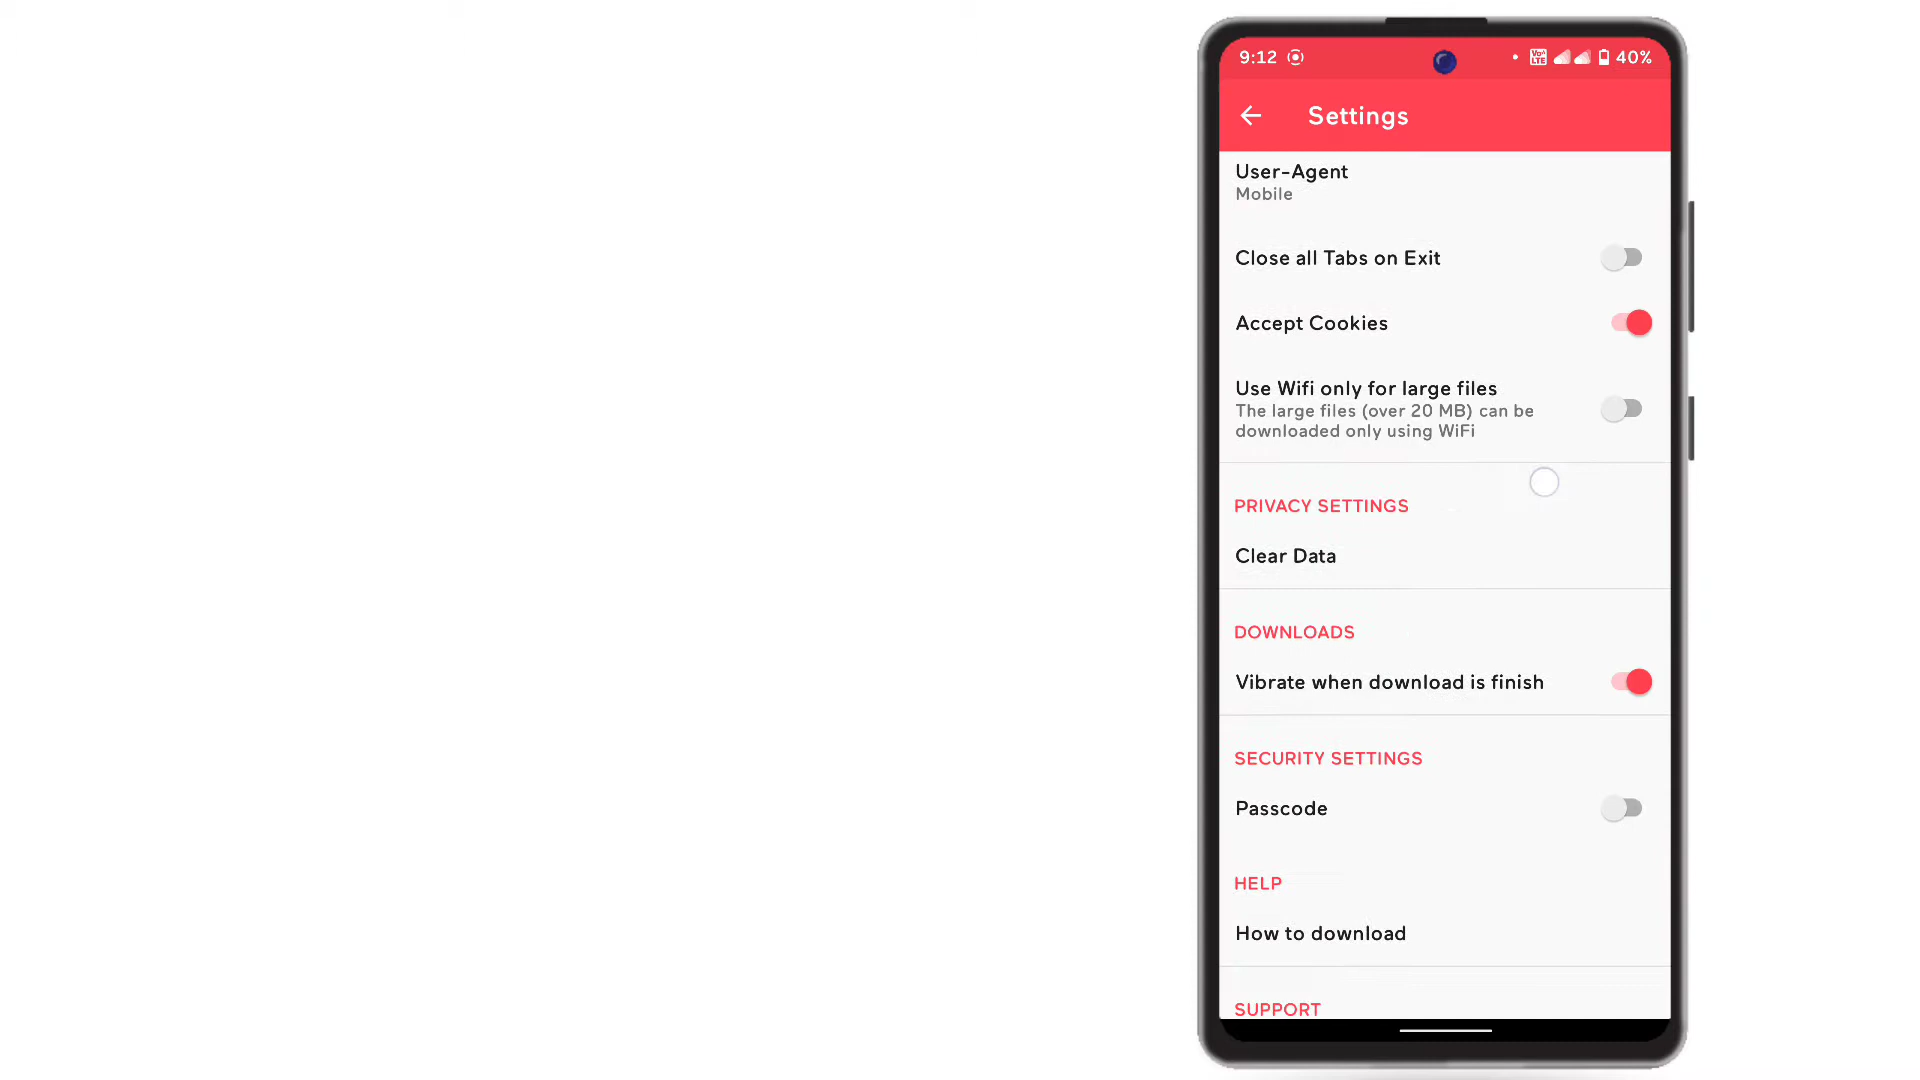 9:12
Vo) LTE
40%
Settings
User-Agent
Mobile
Close all Tabs on Exit
Accept Cookies
Use Wifi only for large files
The large files (over 20 MB) can be
downloaded only using WiFi
PRIVACY SETTINGS
Clear Data
DOWNLOADS
Vibrate when download is finish
SECURITY SETTINGS
Passcode
HELP
How to download
SUPPORT